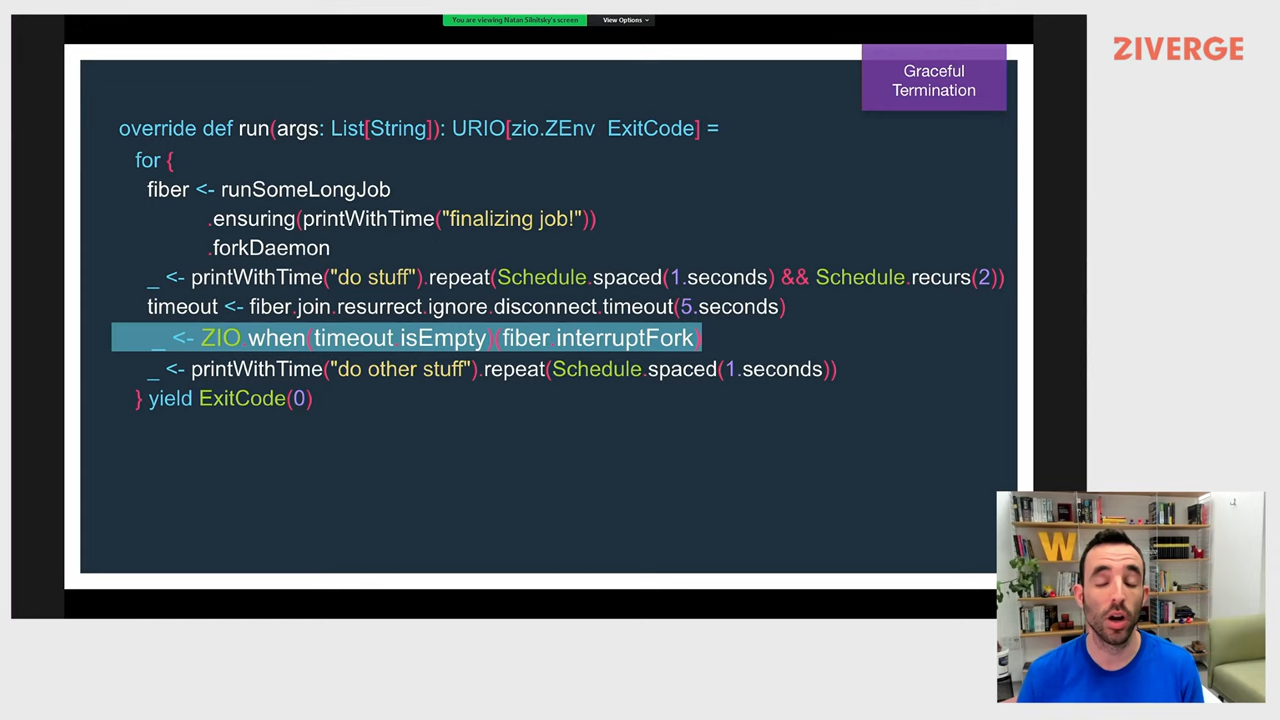 You are viewing Natan Silnitsky's screen
View Options
ZIVERGE
Graceful
Termination
override def run(args: List[String]): URIO[zio.ZEnv ExitCode] =
for {
fiber <- runSomeLongJob
.ensuring(printWithTime("finalizing job!"))
.forkDaemon
_ <- printWithTime("do stuff").repeat(Schedule.spaced(1.seconds) && Schedule.recurs(2))
timeout <- fiber.join.resurrect.ignore.disconnect.timeout(5.seconds)
_ <- ZIO.when(timeout.isEmpty)(fiber.interruptFork)
_ <- printWithTime("do other stuff").repeat(Schedule.spaced(1.seconds))
} yield ExitCode(0)
W